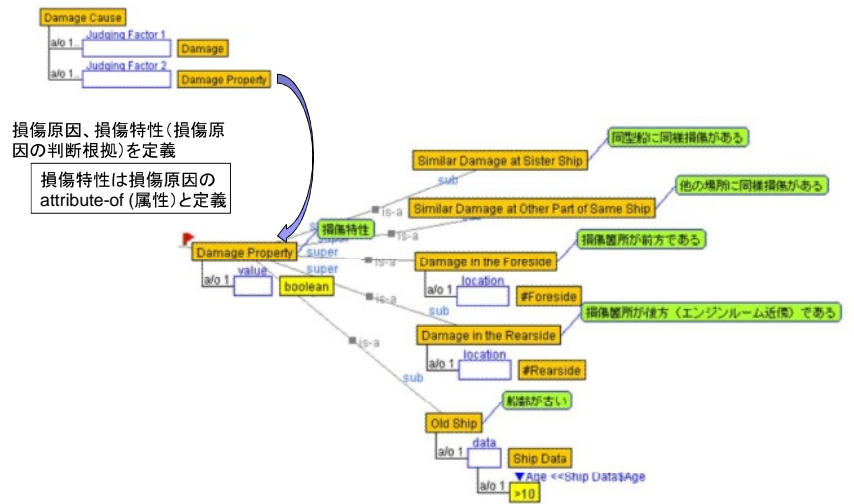 Damage Cause
Judging Factor 1
a/o 1..
Damage
Judging Factor 2
a/o 1..
Damage Property
損傷原因、損傷特性(損傷原
因の判断根拠)を定義
損傷特性は損傷原因の
attribute-of (属性)と定義
同型船に同様損傷がある
Similar Damage at Sister Ship
sub
is-a
他の場所に同様損傷がある
Similar Damage at Other Part of Same Ship
is-a
損傷特性
super
Damage Property
super
super
value
a/o 1
boolean
損傷箇所が前方である
is-a
Damage in the Foreside
location
a/o 1
#Foreside
is-a
sub
損傷箇所が後方(エンジンルーム近傍)である
Damage in the Rearside
location
a/o 1
#Rearside
is-a
sub
船齢が古い
Old Ship
data
a/o 1
Ship Data
▼Age <<Ship Data$Age
a/o 1
>10